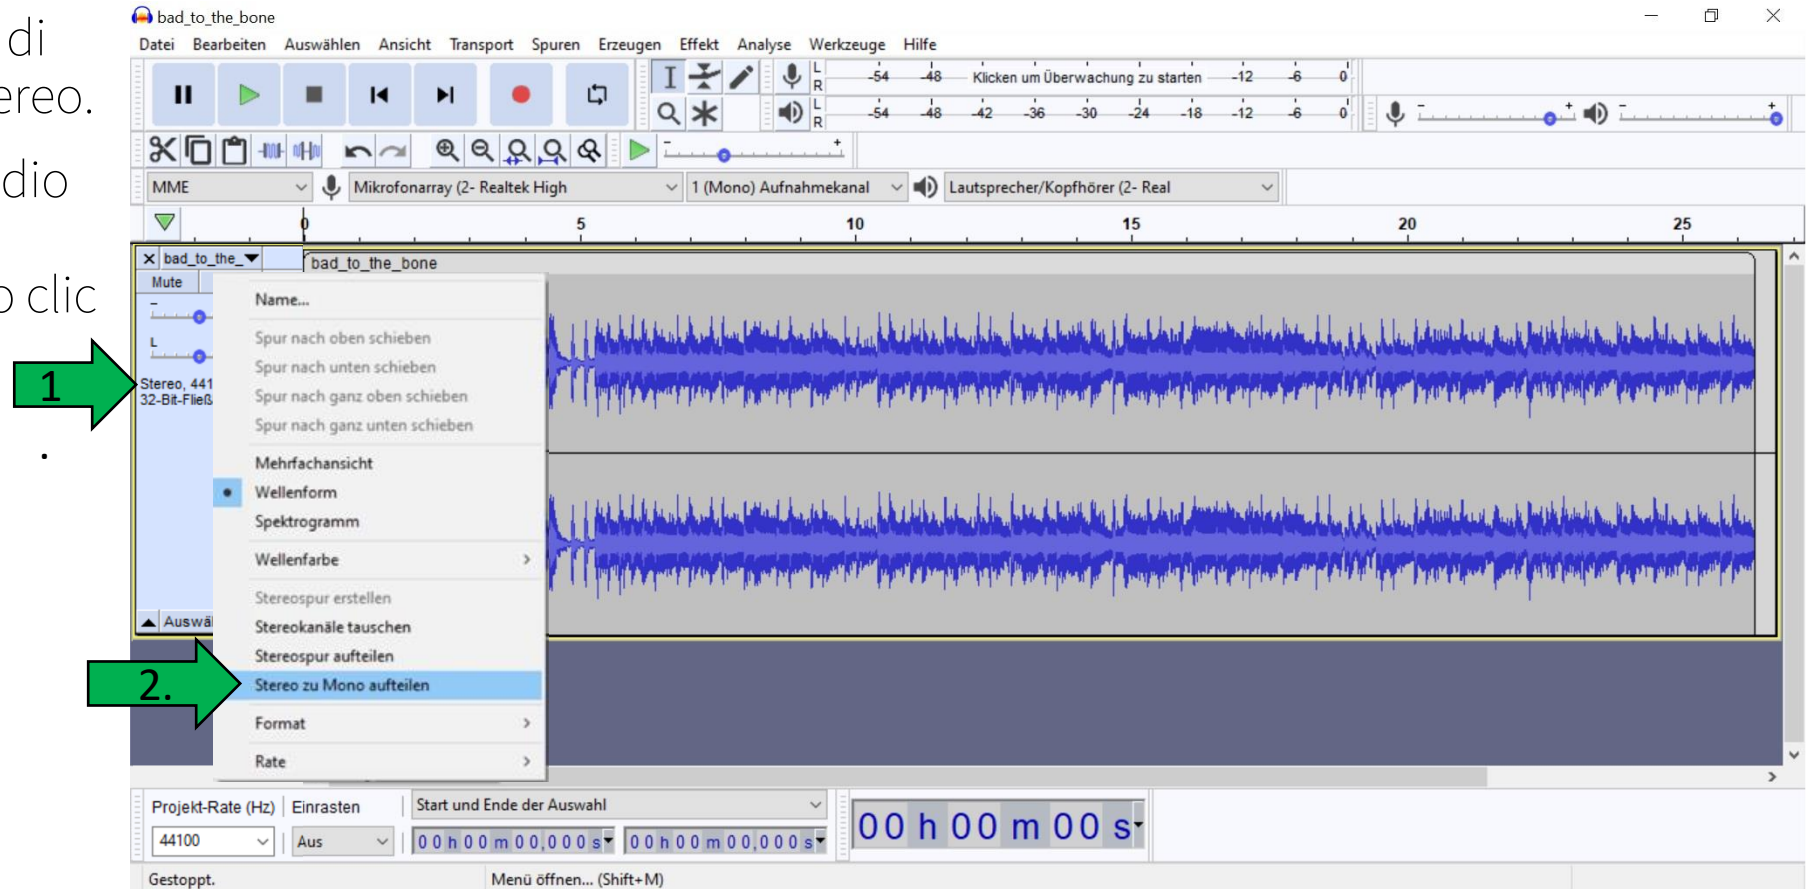 di
ereo.
dio
o clic
1
.
2.
bad_to_the_bone
Datei Bearbeiten Auswählen Ansicht Transport Spuren Erzeugen Effekt Analyse Werkzeuge Hilfe
L
R
-54 -48 Klicken um Überwachung zu starten -12 -6 0
L
R
-54 -48 -42 -36 -30 -24 -18 -12 -6 0
- +
- +
- +
MME
Mikrofonarray (2- Realtek High
1 (Mono) Aufnahmekanal
Lautsprecher/Kopfhörer (2- Real
0 5 10 15 20 25
× bad_to_the_
bad_to_the_bone
Mute
-
L
Stereo, 441
32-Bit-Fließ
Auswäl
Name...
Spur nach oben schieben
Spur nach unten schieben
Spur nach ganz oben schieben
Spur nach ganz unten schieben
Mehrfachansicht
Wellenform
Spektrogramm
Wellenfarbe
Stereospur erstellen
Stereokanäle tauschen
Stereospur aufteilen
Stereo zu Mono aufteilen
Format
Rate
Projekt-Rate (Hz) Einrasten
Start und Ende der Auswahl
44100
Aus
00 h 00 m 00,000 s
00 h 00 m 00,000 s
00 h 00 m 00 s
Gestoppt.
Menü öffnen... (Shift+M)